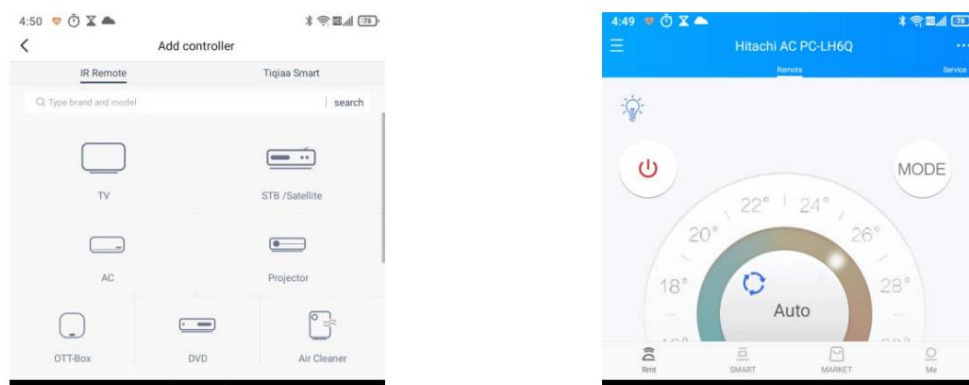 4:50
78
Add controller
IR Remote
Tiqiaa Smart
Type brand and model
search
TV
STB /Satellite
AC
Projector
OTT-Box
DVD
Air Cleaner
4:49
78
Hitachi AC PC-LH6Q
Remote
Service
MODE
22° 24°
20° 26°
18° 28°
Auto
Rmt
SMART
MARKET
Me